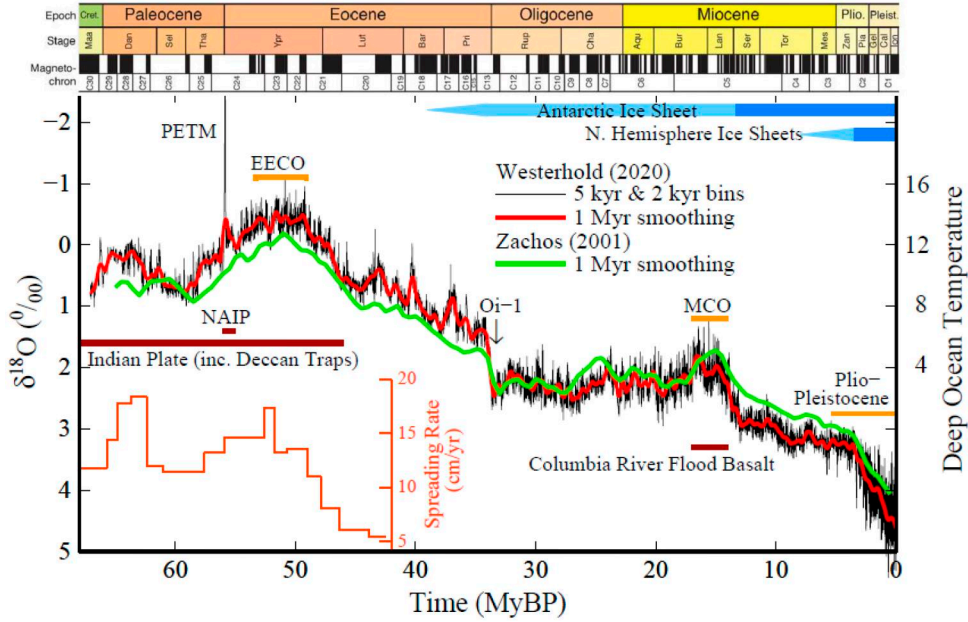 Epoch Cret. Paleocene Eocene Oligocene Miocene Plio. Pleist.
Stage Maa Dan Sel Tha Ypr Lut Bar Pri Rup Cha Aqu Bur Lan Ser Tor Mes Zan Pia Gel Cal Ion
Magneto-
chron C30 C29 C28 C27 C26 C25 C24 C23 C22 C21 C20 C19 C18 C17 C16 C13 C12 C11 C10 C9 C8 C7 C6 C5 C4 C3 C2 C1
Antarctic Ice Sheet
N. Hemisphere Ice Sheets
PETM
EECO
Westerhold (2020)
5 kyr & 2 kyr bins
1 Myr smoothing
Zachos (2001)
1 Myr smoothing
Oi−1
MCO
NAIP
Indian Plate (inc. Deccan Traps)
Plio−
Pleistocene
Columbia River Flood Basalt
20
15
10
5
Spreading Rate
(cm/yr)
−2
−1
0
1
2
3
4
5
δ¹⁸O (⁰/₀₀)
16
12
8
4
Deep Ocean Temperature
60 50 40 30 20 10 0
Time (MyBP)